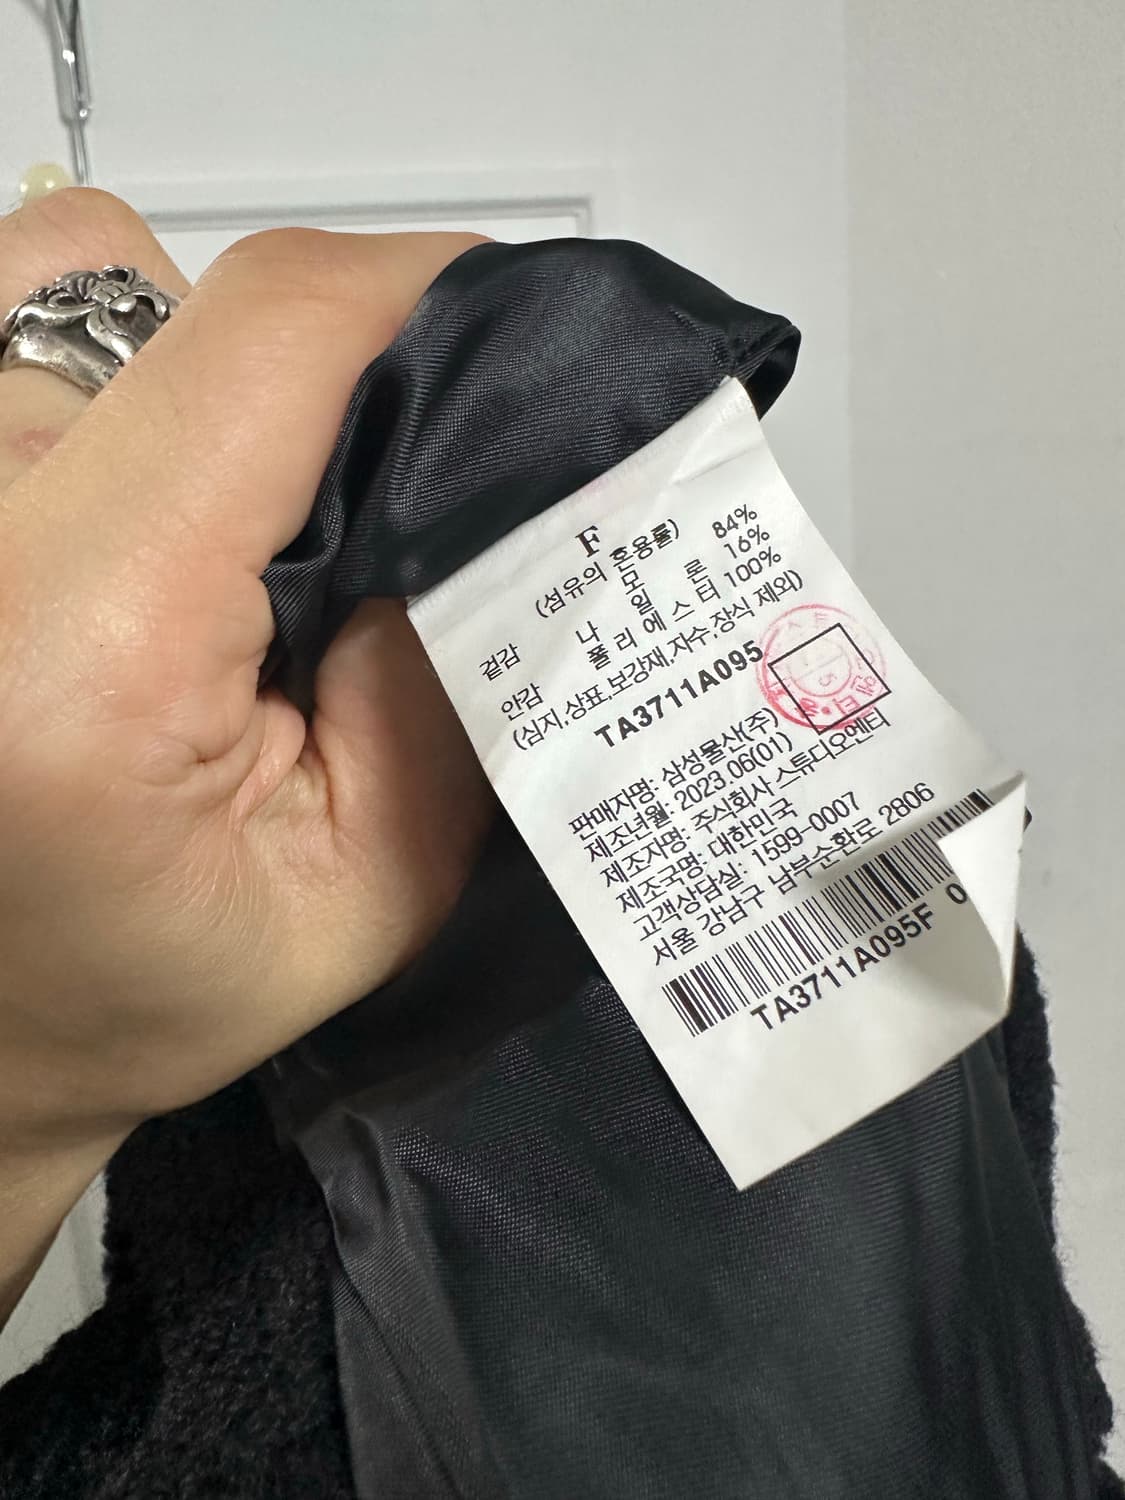 F
(섬유의 혼용률)
겉감 모 84%
나일론 16%
안감 폴리에스터 100%
(심지,상표,보강재,자수,장식 제외)
TA3711A095
판매자명: 삼성물산(주)
제조년월: 2023.06(01)
제조자명: 주식회사 스튜디오엔티
제조국명: 대한민국
고객상담실: 1599-0007
서울 강남구 남부순환로 2806
TA3711A095F 0